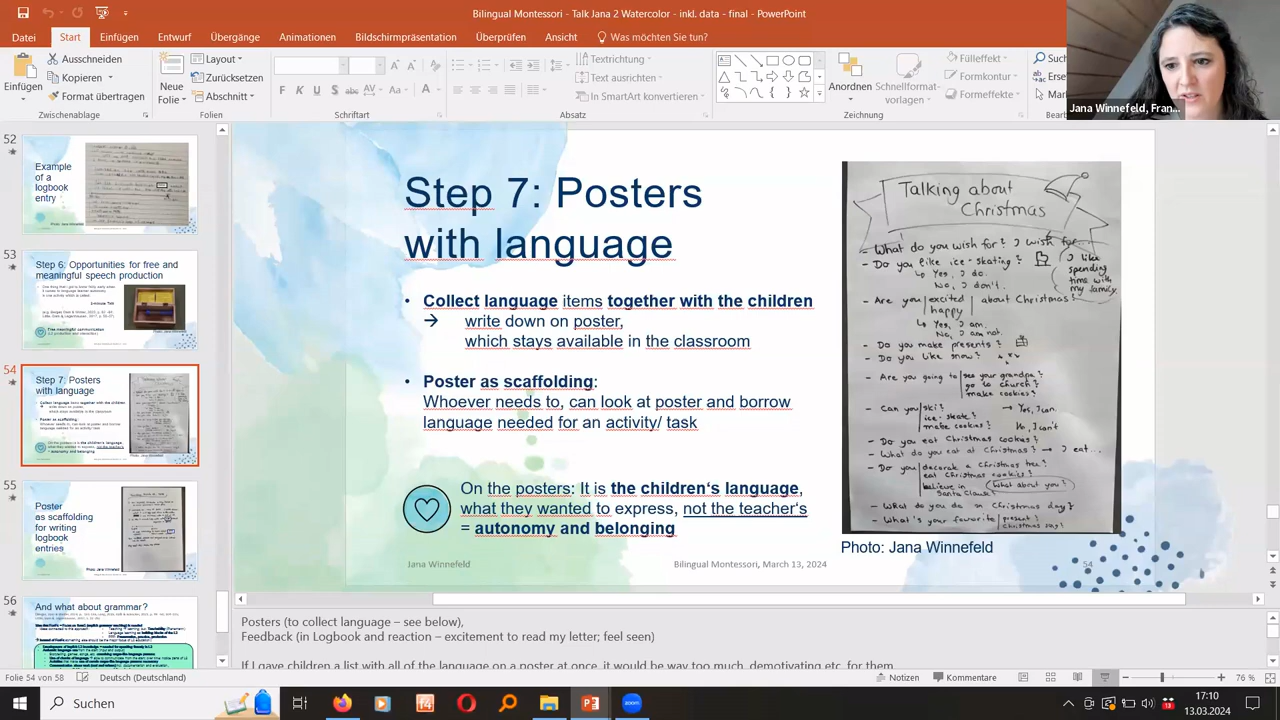 Bilingual Montessori - Talk Jana 2 Watercolor - inkl. data - final - PowerPoint
Datei Start Einfügen Entwurf Übergänge Animationen Bildschirmpräsentation Überprüfen Ansicht Was möchten Sie tun?
Einfügen
Ausschneiden
Kopieren
Format übertragen
Zwischenablage
Neue
Folie
Layout
Zurücksetzen
Abschnitt
Folien
Schriftart
Textrichtung
Text ausrichten
In SmartArt konvertieren
Absatz
Anordnen
Schnellformat-
vorlagen
Fülleffekt
Formkontur
Formeffekte
Zeichnung
Jana Winnefeld, Fran...
52
Example
of a
logbook
entry
53
Step 6: Opportunities for free and
meaningful speech production
54
Step 7: Posters
with language
55
Poster
as scaffolding
for writing
logbook
entries
56
And what about grammar?
Step 7: Posters
with language
• Collect language items together with the children
→ write down on poster,
which stays available in the classroom
• Poster as scaffolding:
Whoever needs to, can look at poster and borrow
language needed for an activity/ task
On the posters: It is the children's language,
what they wanted to express, not the teacher's
= autonomy and belonging
Talking about
Christmas
- What do you wish for? I wish for...
- Do you like ice-skating?
↳ Yes, I do.
No, I don't.
I like
spending
time with
my family.
- Are you excited about Christmas?
happy
↳ Yes, I am.
No, I am not.
- Do you make presents?
- Do you like snow?
- Are you going to see your grandpa?
go to church?
make cookies?
- Can you ski? → Yes, I can
ice-skate?
make cookies? No, I can't
- Do you eat Christmas cookies?
- What do you eat at Christmas? → I eat...
- Do you decorate a Christmas tree
eat Christmas cookies?
believe in
Santa Claus?
What about you?
- What do you do on Christmas day?
- What's your favorite present?
Christmas song?
Photo: Jana Winnefeld
Jana Winnefeld
Bilingual Montessori, March 13, 2024
54
Posters (to collect language – see below)
Feedback (in Logbook as correction – excitement to read my letter; feel seen)
Folie 54 von 58
Deutsch (Deutschland)
Notizen
Kommentare
76 %
Suchen
zoom
17:10
13.03.2024